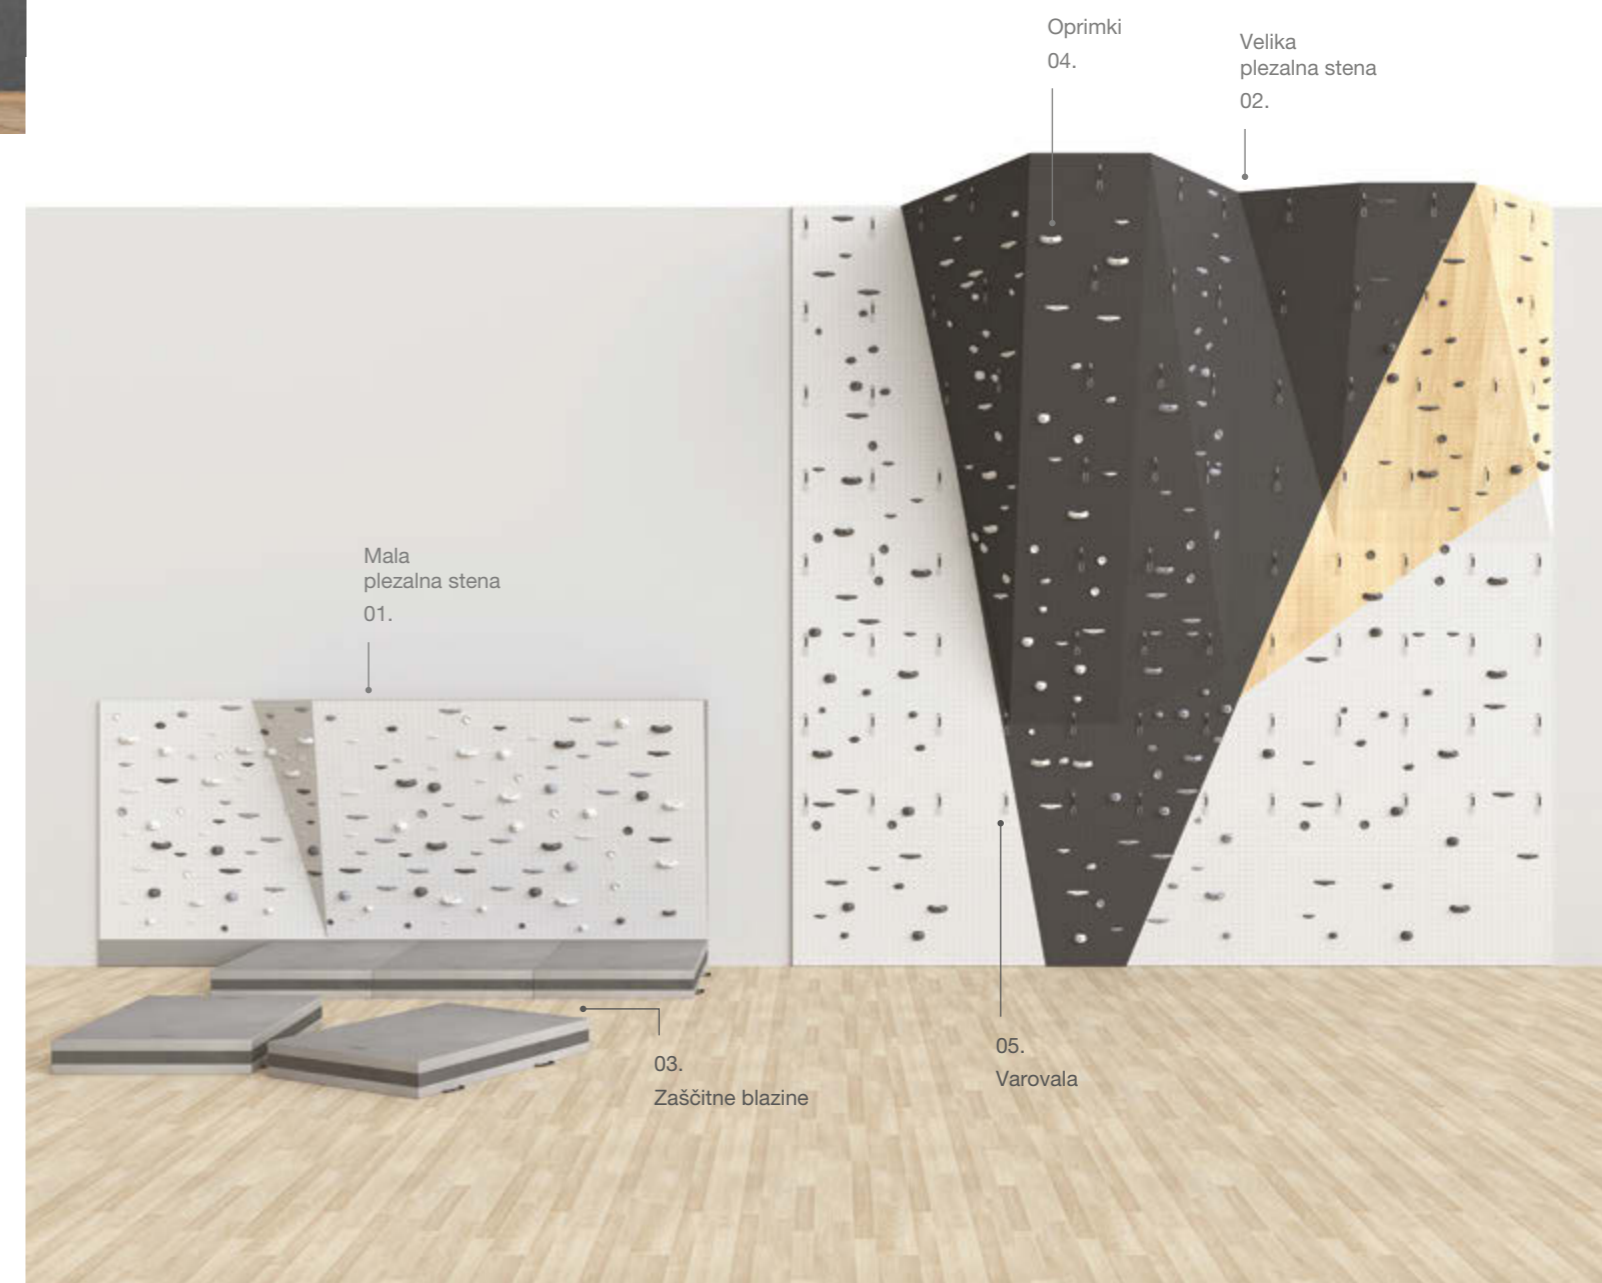 Oprimki
04.
Velika
plezalna stena
02.
Mala
plezalna stena
01.
03.
Zaščitne blazine
05.
Varovala